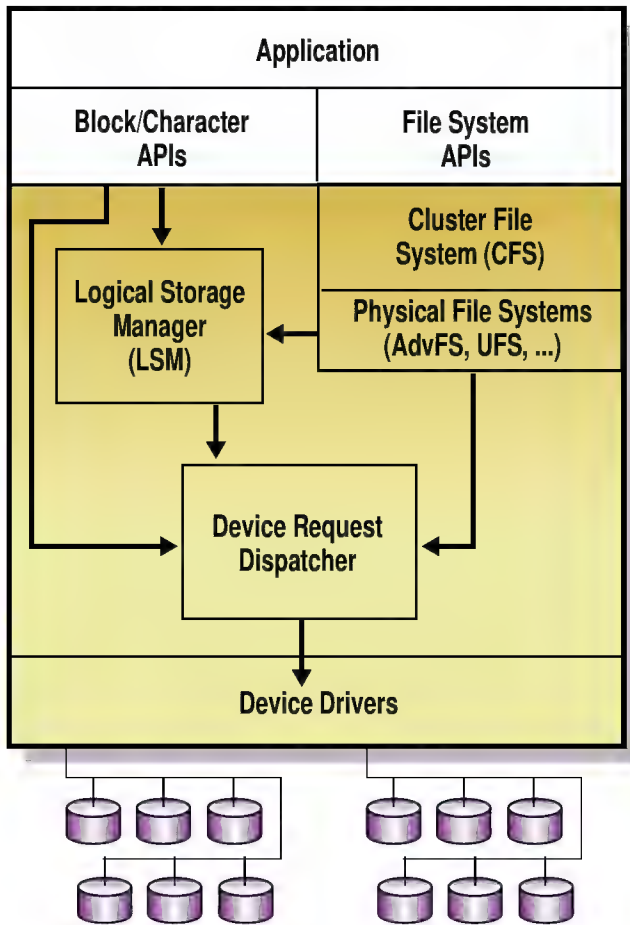 Application
Block/Character
APIs
File System
APIs
Cluster File
System (CFS)
Logical Storage
Manager
(LSM)
Physical File Systems
(AdvFS, UFS, ...)
Device Request
Dispatcher
Device Drivers